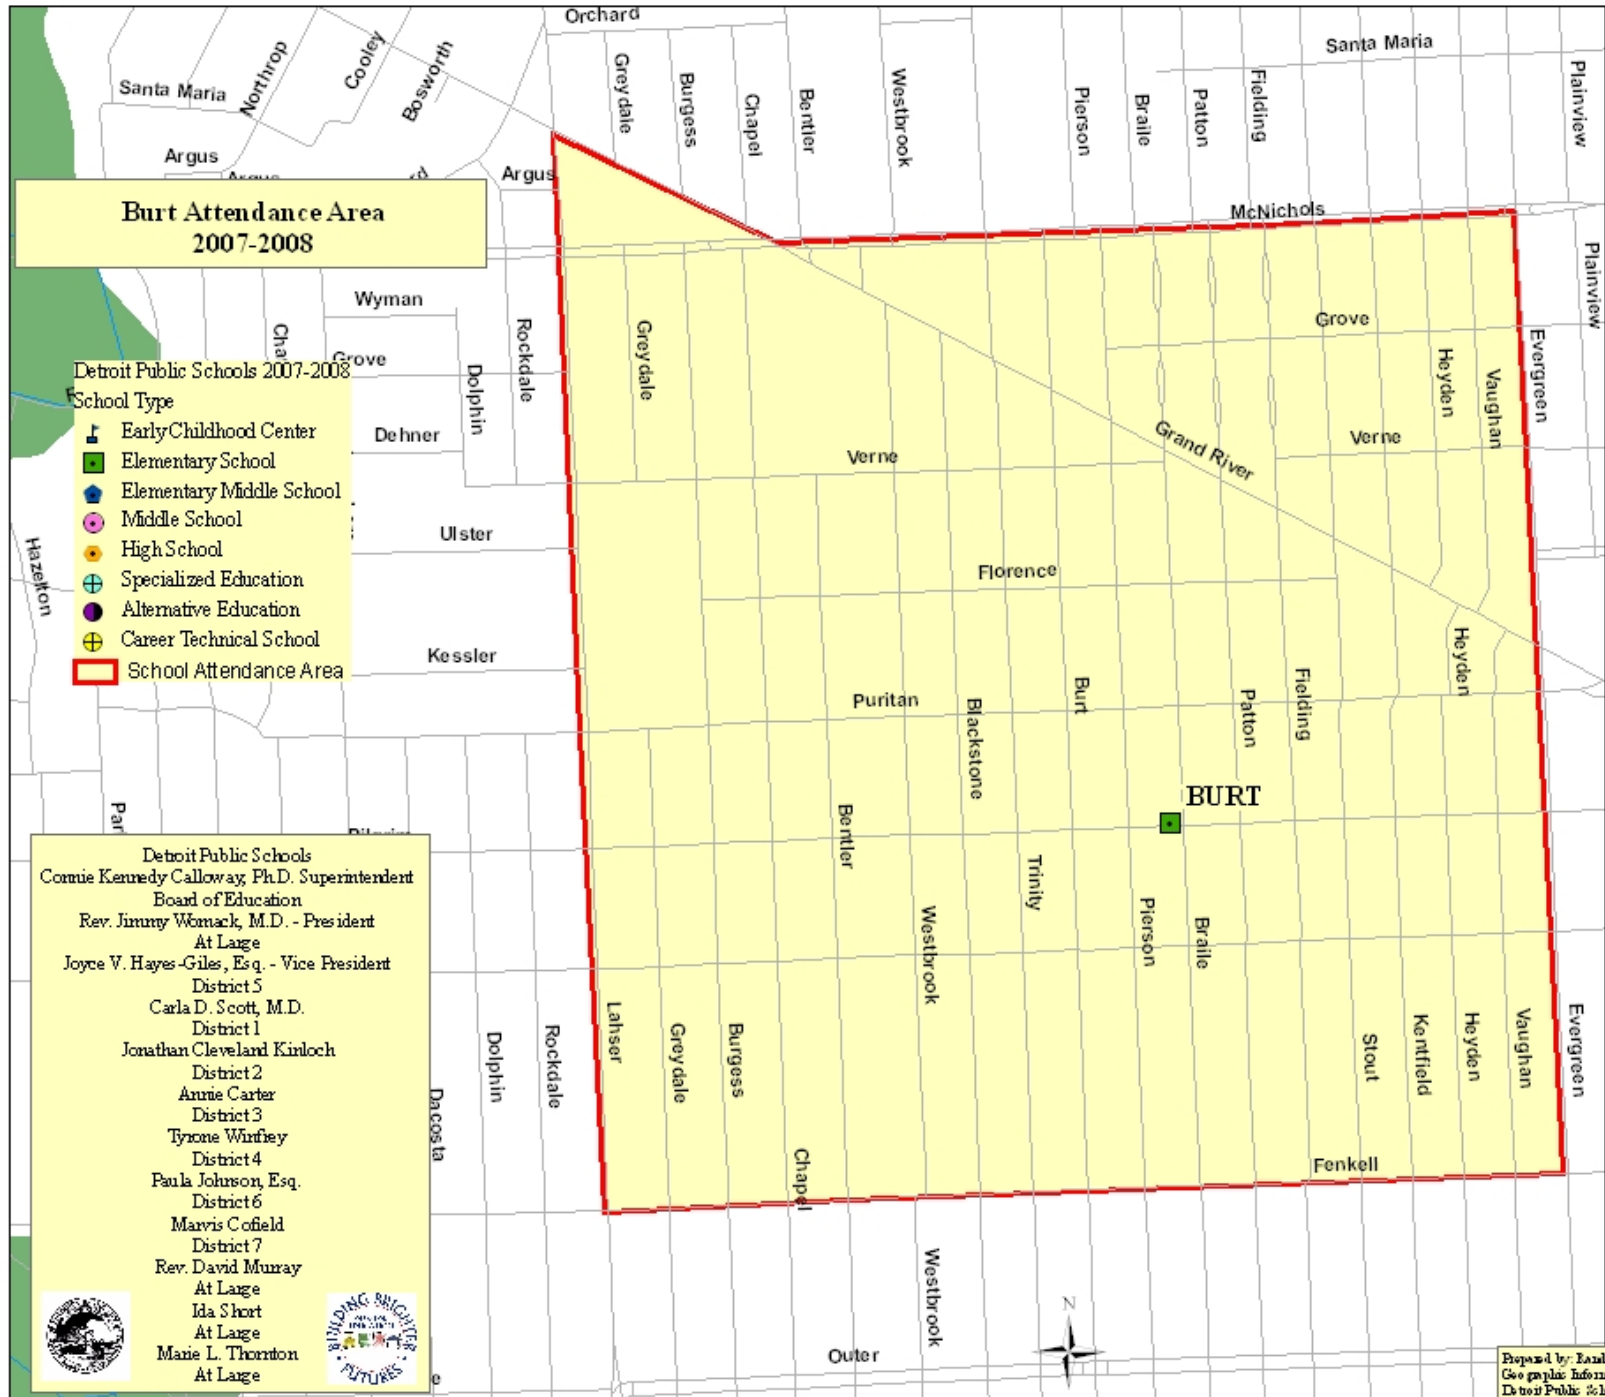 Orchard
Santa Maria
Northrop
Cooley
Bosworth
Greydale
Burgess
Chapel
Bentler
Westbrook
Pierson
Braile
Patton
Fielding
Santa Maria
Plainview
Argus
Argus
Argus
Burt Attendance Area
2007-2008
McNichols
Plainview
Wyman
Grove
Rockdale
Dolphin
Greydale
Grove
Heyden
Vaughan
Evergreen
Detroit Public Schools 2007-2008
School Type
Early Childhood Center
Elementary School
Elementary Middle School
Middle School
High School
Specialized Education
Alternative Education
Career Technical School
School Attendance Area
Dehner
Verne
Grand River
Verne
Ulster
Hazelton
Florence
Kessler
Heyden
Puritan
Blackstone
Burt
Patton
Fielding
BURT
Bentler
Trinity
Pierson
Braile
Westbrook
Lahser
Greydale
Burgess
Stout
Kentfield
Heyden
Vaughan
Evergreen
Dolphin
Rockdale
Dacosta
Chapel
Fenkell
Detroit Public Schools
Connie Kennedy Calloway, Ph.D. Superintendent
Board of Education
Rev. Jimmy Womack, M.D. - President
At Large
Joyce V. Hayes-Giles, Esq. - Vice President
District 5
Carla D. Scott, M.D.
District 1
Jonathan Cleveland Kinloch
District 2
Annie Carter
District 3
Tyrone Winfrey
District 4
Paula Johnson, Esq.
District 6
Marvis Cofield
District 7
Rev. David Murray
At Large
Ida Short
At Large
Marie L. Thornton
At Large
BUILDING BRIGHTER
FUTURES
Westbrook
N
Outer
Prepared by:
Detroit Public